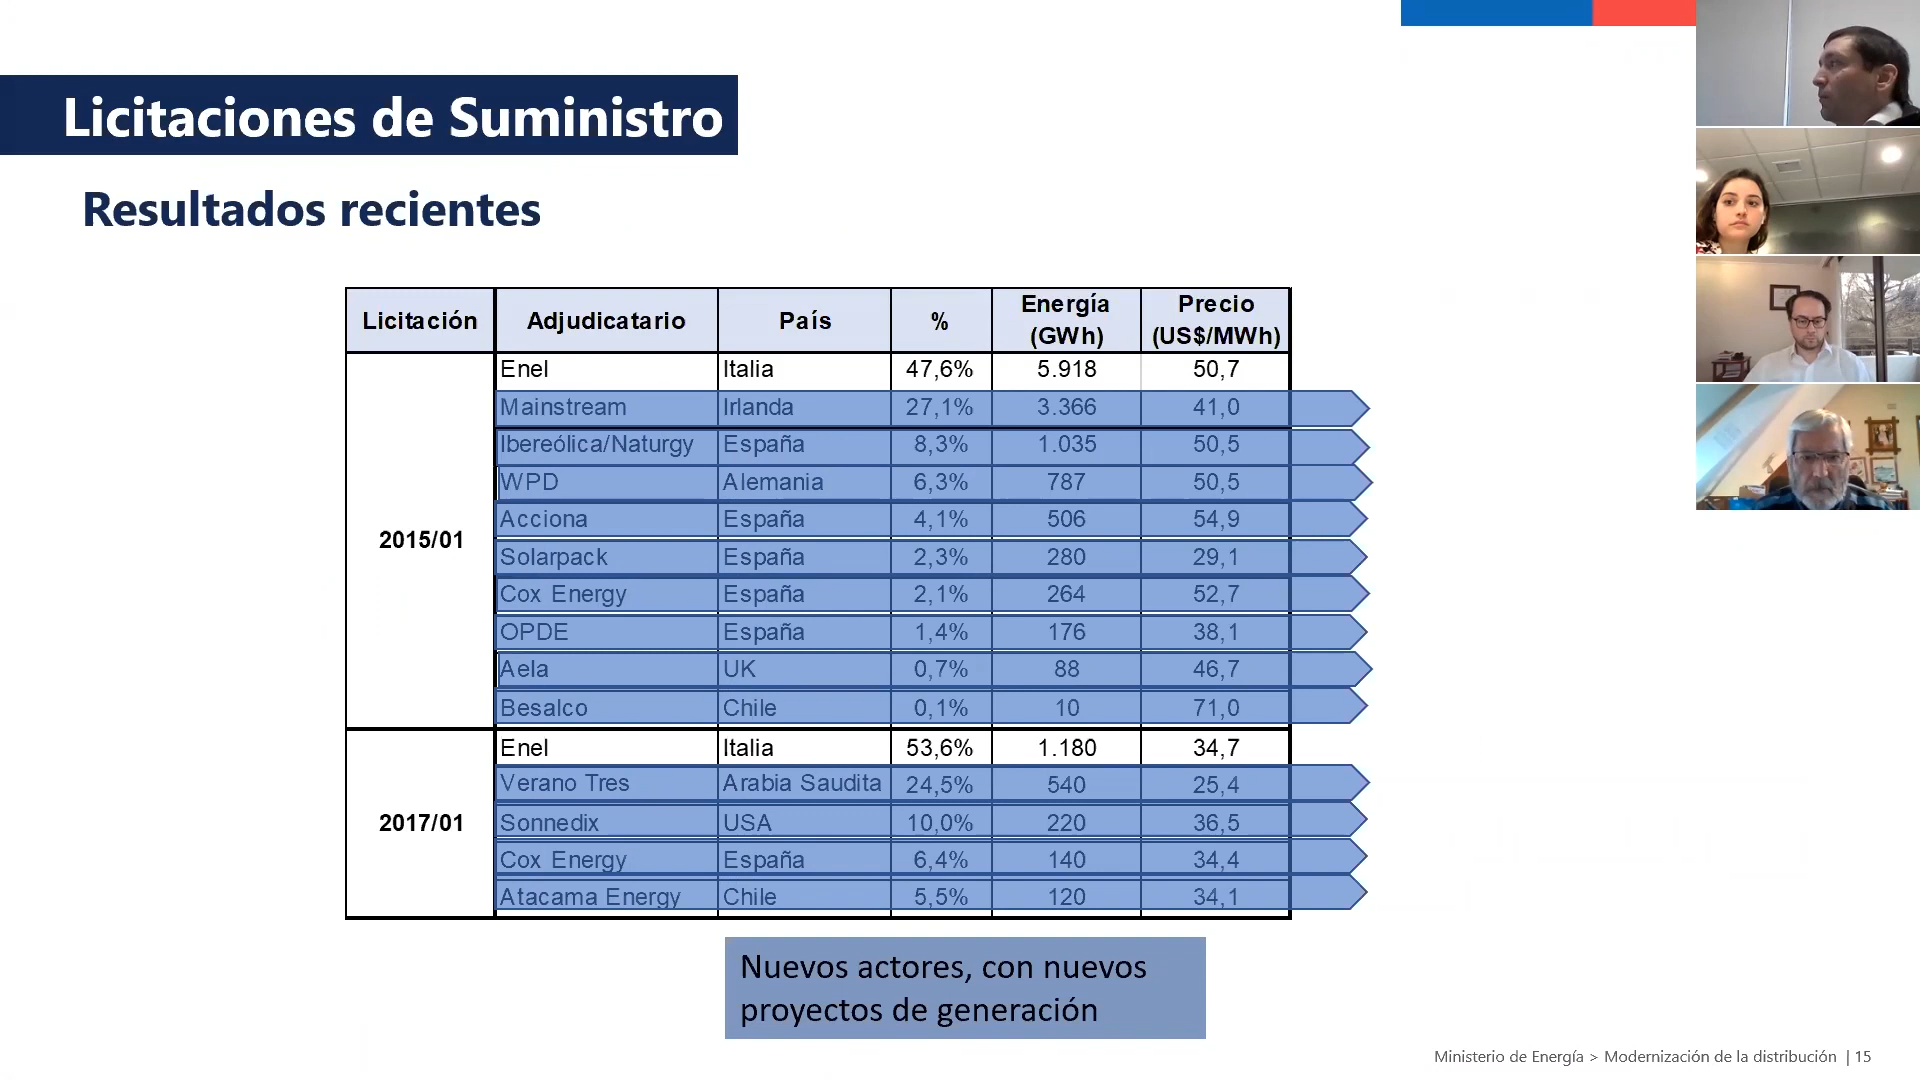 Licitaciones de Suministro
Resultados recientes
Licitación Adjudicatario País % Energía (GWh) Precio (US$/MWh)
2015/01
Enel Italia 47,6% 5.918 50,7
Mainstream Irlanda 27,1% 3.366 41,0
Ibereólica/Naturgy España 8,3% 1.035 50,5
WPD Alemania 6,3% 787 50,5
Acciona España 4,1% 506 54,9
Solarpack España 2,3% 280 29,1
Cox Energy España 2,1% 264 52,7
OPDE España 1,4% 176 38,1
Aela UK 0,7% 88 46,7
Besalco Chile 0,1% 10 71,0
2017/01
Enel Italia 53,6% 1.180 34,7
Verano Tres Arabia Saudita 24,5% 540 25,4
Sonnedix USA 10,0% 220 36,5
Cox Energy España 6,4% 140 34,4
Atacama Energy Chile 5,5% 120 34,1
Nuevos actores, con nuevos
proyectos de generación
Ministerio de Energía > Modernización de la distribución | 15